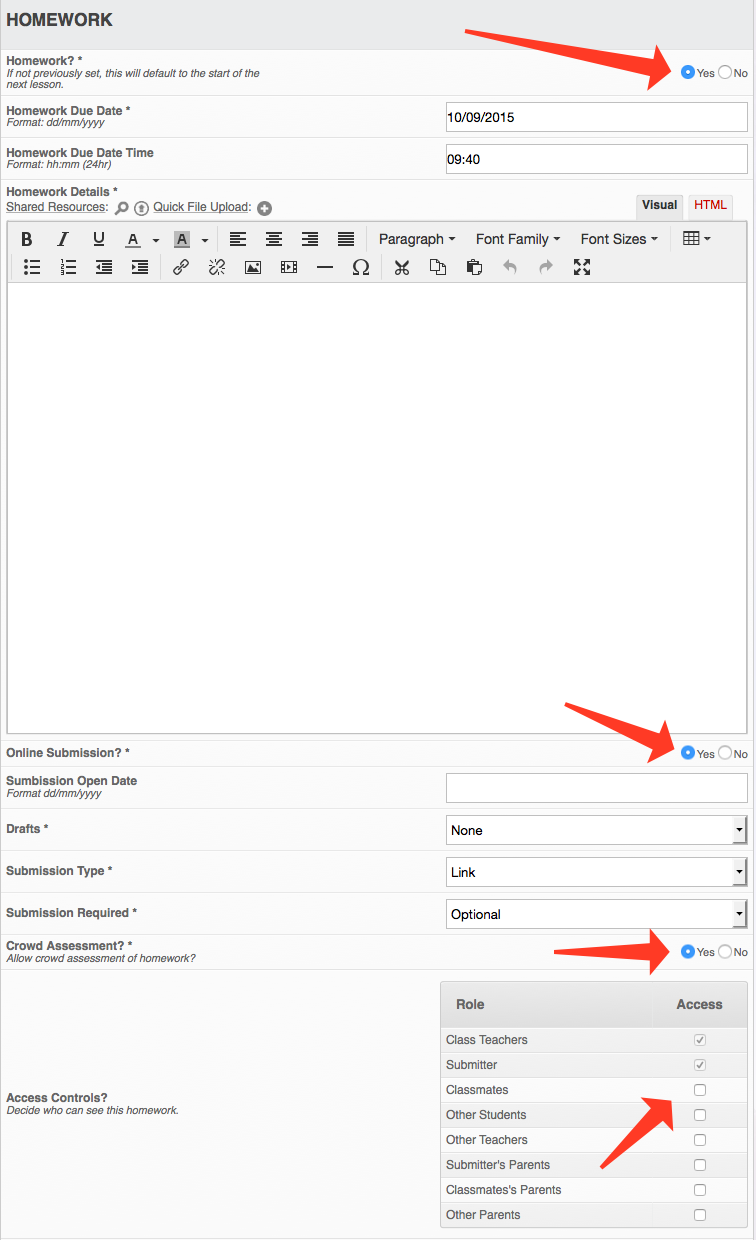 HOMEWORK
Homework? *
If not previously set, this will default to the start of the
next lesson.
Yes No
Homework Due Date *
Format: dd/mm/yyyy
10/09/2015
Homework Due Date Time
Format: hh:mm (24hr)
09:40
Homework Details *
Shared Resources: Quick File Upload:
Visual HTML
B I U A A Paragraph Font Family Font Sizes
Ω
Online Submission? *
Yes No
Sumbission Open Date
Format dd/mm/yyyy
Drafts *
None
Submission Type *
Link
Submission Required *
Optional
Crowd Assessment? *
Allow crowd assessment of homework?
Yes No
Access Controls?
Decide who can see this homework.
Role Access
Class Teachers
Submitter
Classmates
Other Students
Other Teachers
Submitter's Parents
Classmates's Parents
Other Parents